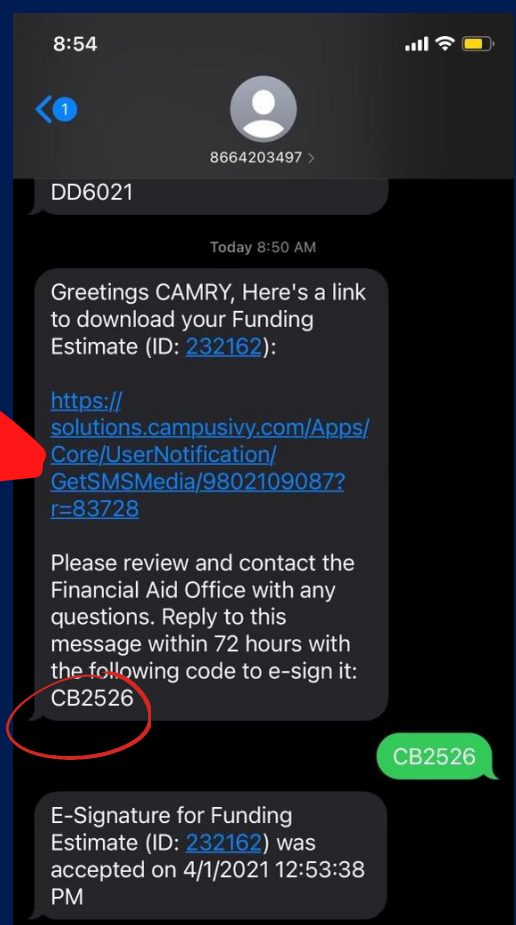 8:54
1
8664203497 >
DD6021
Today 8:50 AM
Greetings CAMRY, Here's a link
to download your Funding
Estimate (ID: 232162):
https://
solutions.campusivy.com/Apps/
Core/UserNotification/
GetSMSMedia/9802109087?
r=83728
Please review and contact the
Financial Aid Office with any
questions. Reply to this
message within 72 hours with
the following code to e-sign it:
CB2526
CB2526
E-Signature for Funding
Estimate (ID: 232162) was
accepted on 4/1/2021 12:53:38
PM